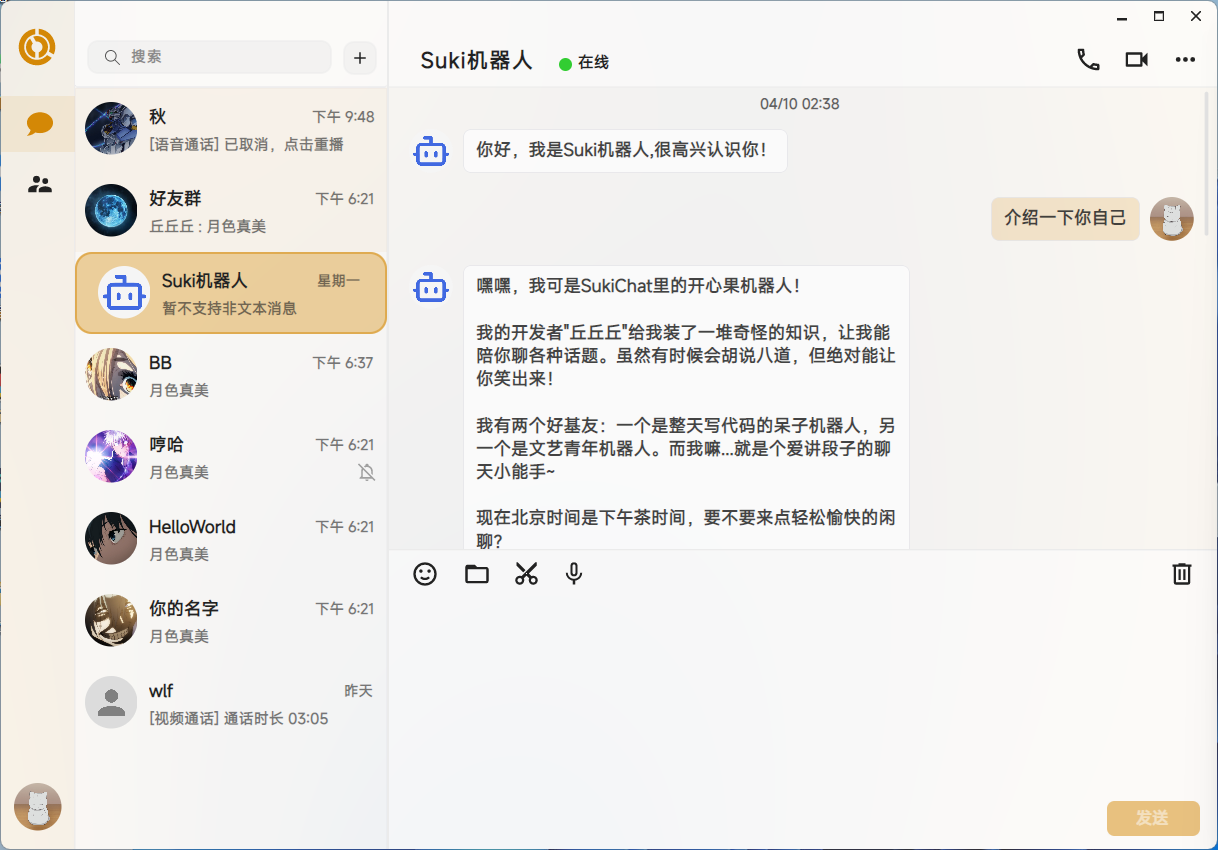 搜索
秋
下午 9:48
[语音通话] 已取消，点击重播
好友群
下午 6:21
丘丘丘 : 月色真美
Suki机器人
星期一
暂不支持非文本消息
BB
下午 6:37
月色真美
哼哈
下午 6:21
月色真美
HelloWorld
下午 6:21
月色真美
你的名字
下午 6:21
月色真美
wlf
昨天
[视频通话] 通话时长 03:05
Suki机器人
在线
04/10 02:38
你好，我是Suki机器人,很高兴认识你！
介绍一下你自己
嘿嘿，我可是SukiChat里的开心果机器人！
我的开发者"丘丘丘"给我装了一堆奇怪的知识，让我能
陪你聊各种话题。虽然有时候会胡说八道，但绝对能让
你笑出来！
我有两个好基友：一个是整天写代码的呆子机器人，另
一个是文艺青年机器人。而我嘛...就是个爱讲段子的聊
天小能手~
现在北京时间是下午茶时间，要不要来点轻松愉快的闲
聊？
发送